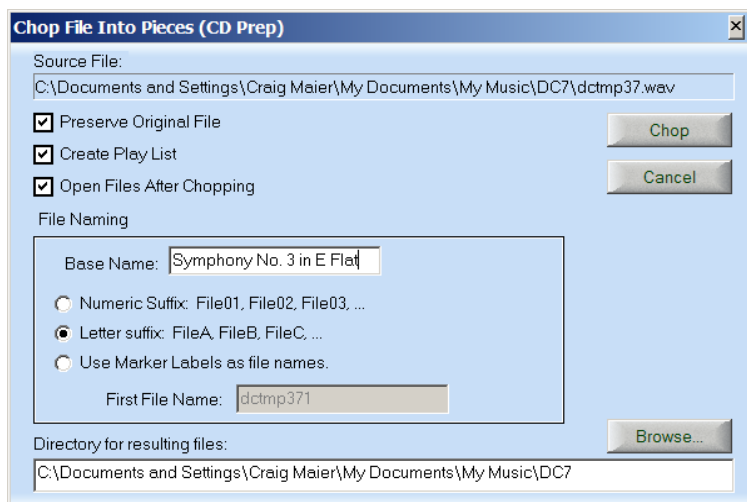 Chop File Into Pieces (CD Prep)
Source File:
C:\Documents and Settings\Craig Maier\My Documents\My Music\DC7\dctmp37.wav
Preserve Original File
Chop
Create Play List
Cancel
Open Files After Chopping
File Naming
Base Name: Symphony No. 3 in E Flat
Numeric Suffix: File01, File02, File03, ...
Letter suffix: FileA, FileB, FileC, ...
Use Marker Labels as file names.
First File Name: dctmp371
Browse...
Directory for resulting files:
C:\Documents and Settings\Craig Maier\My Documents\My Music\DC7